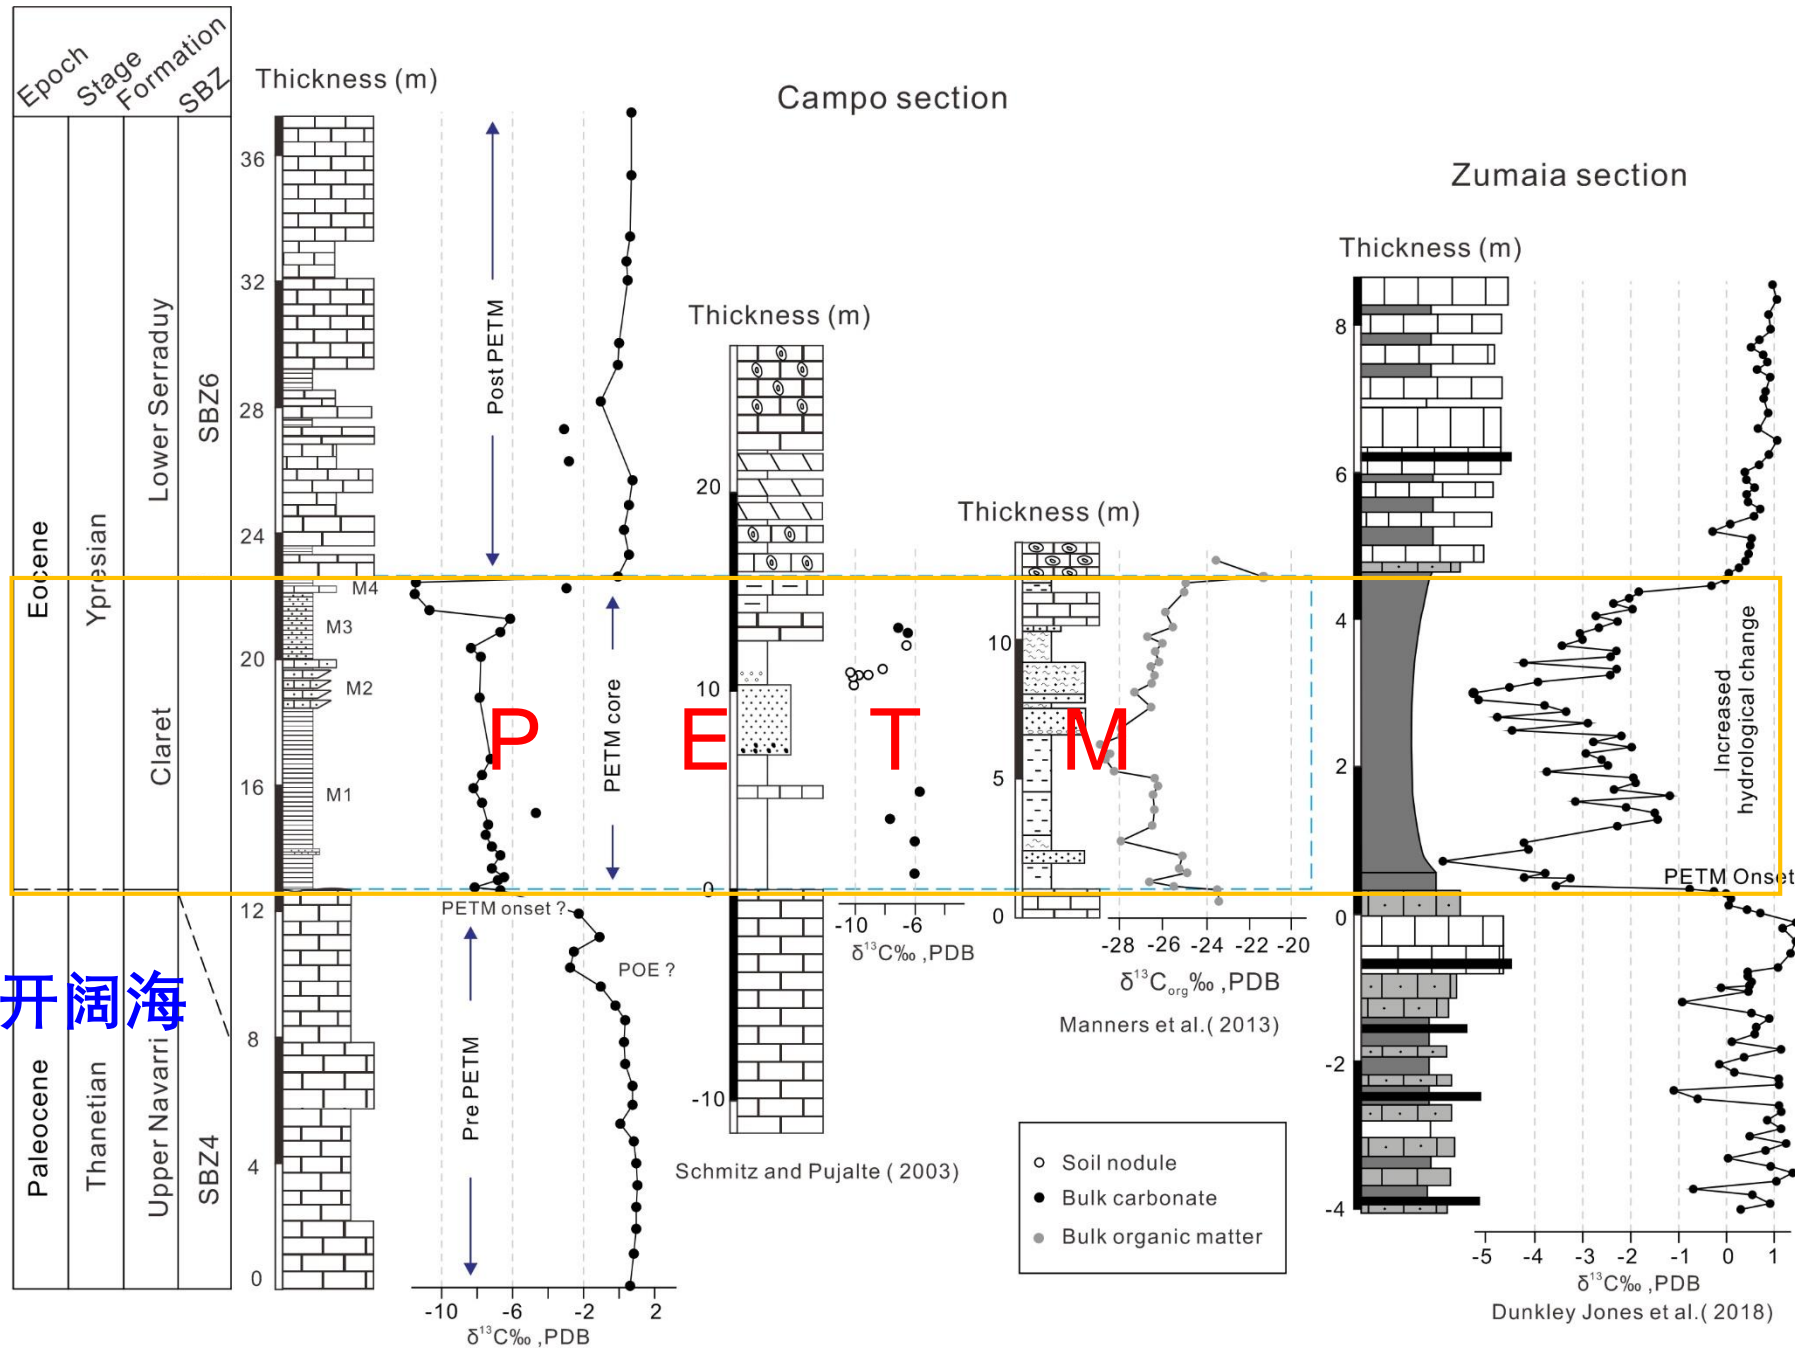 Epoch
Stage
Formation
SBZ
Thickness (m)
Campo section
Zumaia section
Thickness (m)
Thickness (m)
Thickness (m)
Eocene
Ypresian
Lower Serraduy
SBZ6
Claret
Paleocene
Thanetian
Upper Navarri
SBZ4
开阔海
36
32
28
24
20
16
12
8
4
0
M4
M3
M2
M1
Post PETM
PETM core
PETM onset ?
POE ?
Pre PETM
-10 -6 -2 2
δ¹³C‰ ,PDB
P E T M
20
10
0
-10
-10 -6
δ¹³C‰ ,PDB
Schmitz and Pujalte ( 2003)
10
5
0
-28 -26 -24 -22 -20
δ¹³Corg‰ ,PDB
Manners et al.( 2013)
Soil nodule
Bulk carbonate
Bulk organic matter
8
6
4
2
0
-2
-4
Increased
hydrological change
PETM Onset
-5 -4 -3 -2 -1 0 1
δ¹³C‰ ,PDB
Dunkley Jones et al.( 2018)